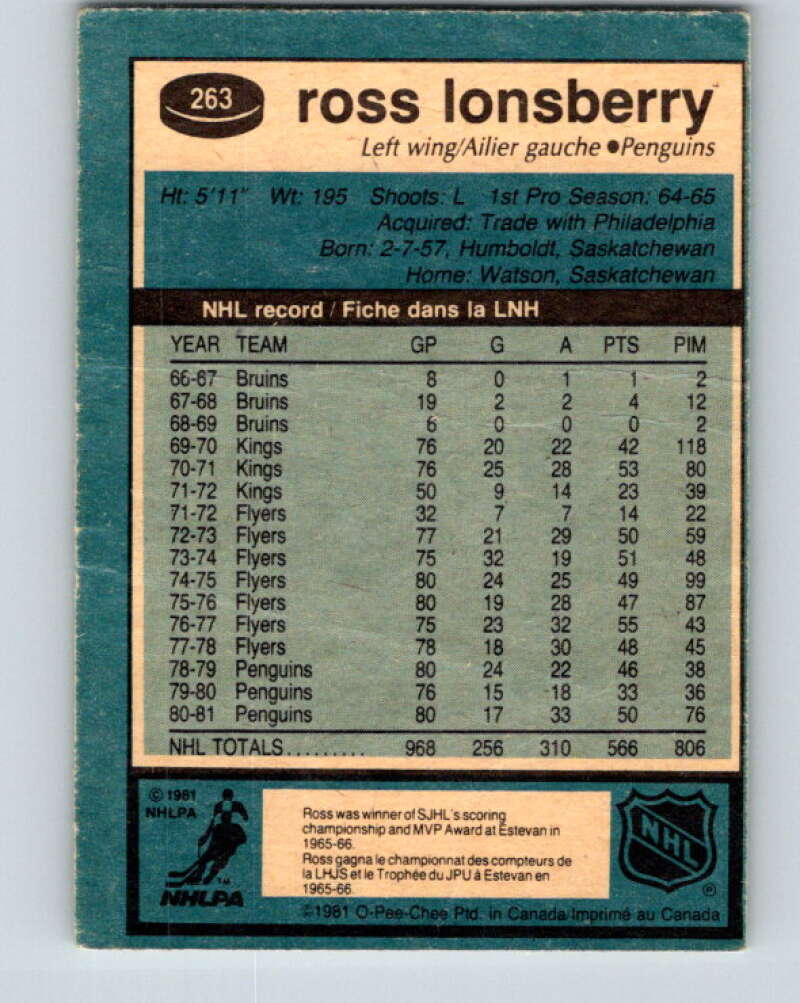 263
ross lonsberry
Left wing/Ailier gauche ●Penguins
Ht: 5'11" Wt: 195 Shoots: L 1st Pro Season: 64-65
Acquired: Trade with Philadelphia
Born: 2-7-57, Humboldt, Saskatchewan
Home: Watson, Saskatchewan
NHL record / Fiche dans la LNH
YEAR TEAM GP G A PTS PIM
66-67 Bruins 8 0 1 1 2
67-68 Bruins 19 2 2 4 12
68-69 Bruins 6 0 0 0 2
69-70 Kings 76 20 22 42 118
70-71 Kings 76 25 28 53 80
71-72 Kings 50 9 14 23 39
71-72 Flyers 32 7 7 14 22
72-73 Flyers 77 21 29 50 59
73-74 Flyers 75 32 19 51 48
74-75 Flyers 80 24 25 49 99
75-76 Flyers 80 19 28 47 87
76-77 Flyers 75 23 32 55 43
77-78 Flyers 78 18 30 48 45
78-79 Penguins 80 24 22 46 38
79-80 Penguins 76 15 18 33 36
80-81 Penguins 80 17 33 50 76
NHL TOTALS......... 968 256 310 566 806
© 1981
NHLPA
NHLPA
TM
Ross was winner of SJHL's scoring
championship and MVP Award at Estevan in
1965-66.
Ross gagna le championnat des compteurs de
la LHJS et le Trophée du JPU à Estevan en
1965-66.
NHL
®
©1981 O-Pee-Chee Ptd. in Canada/Imprimé au Canada